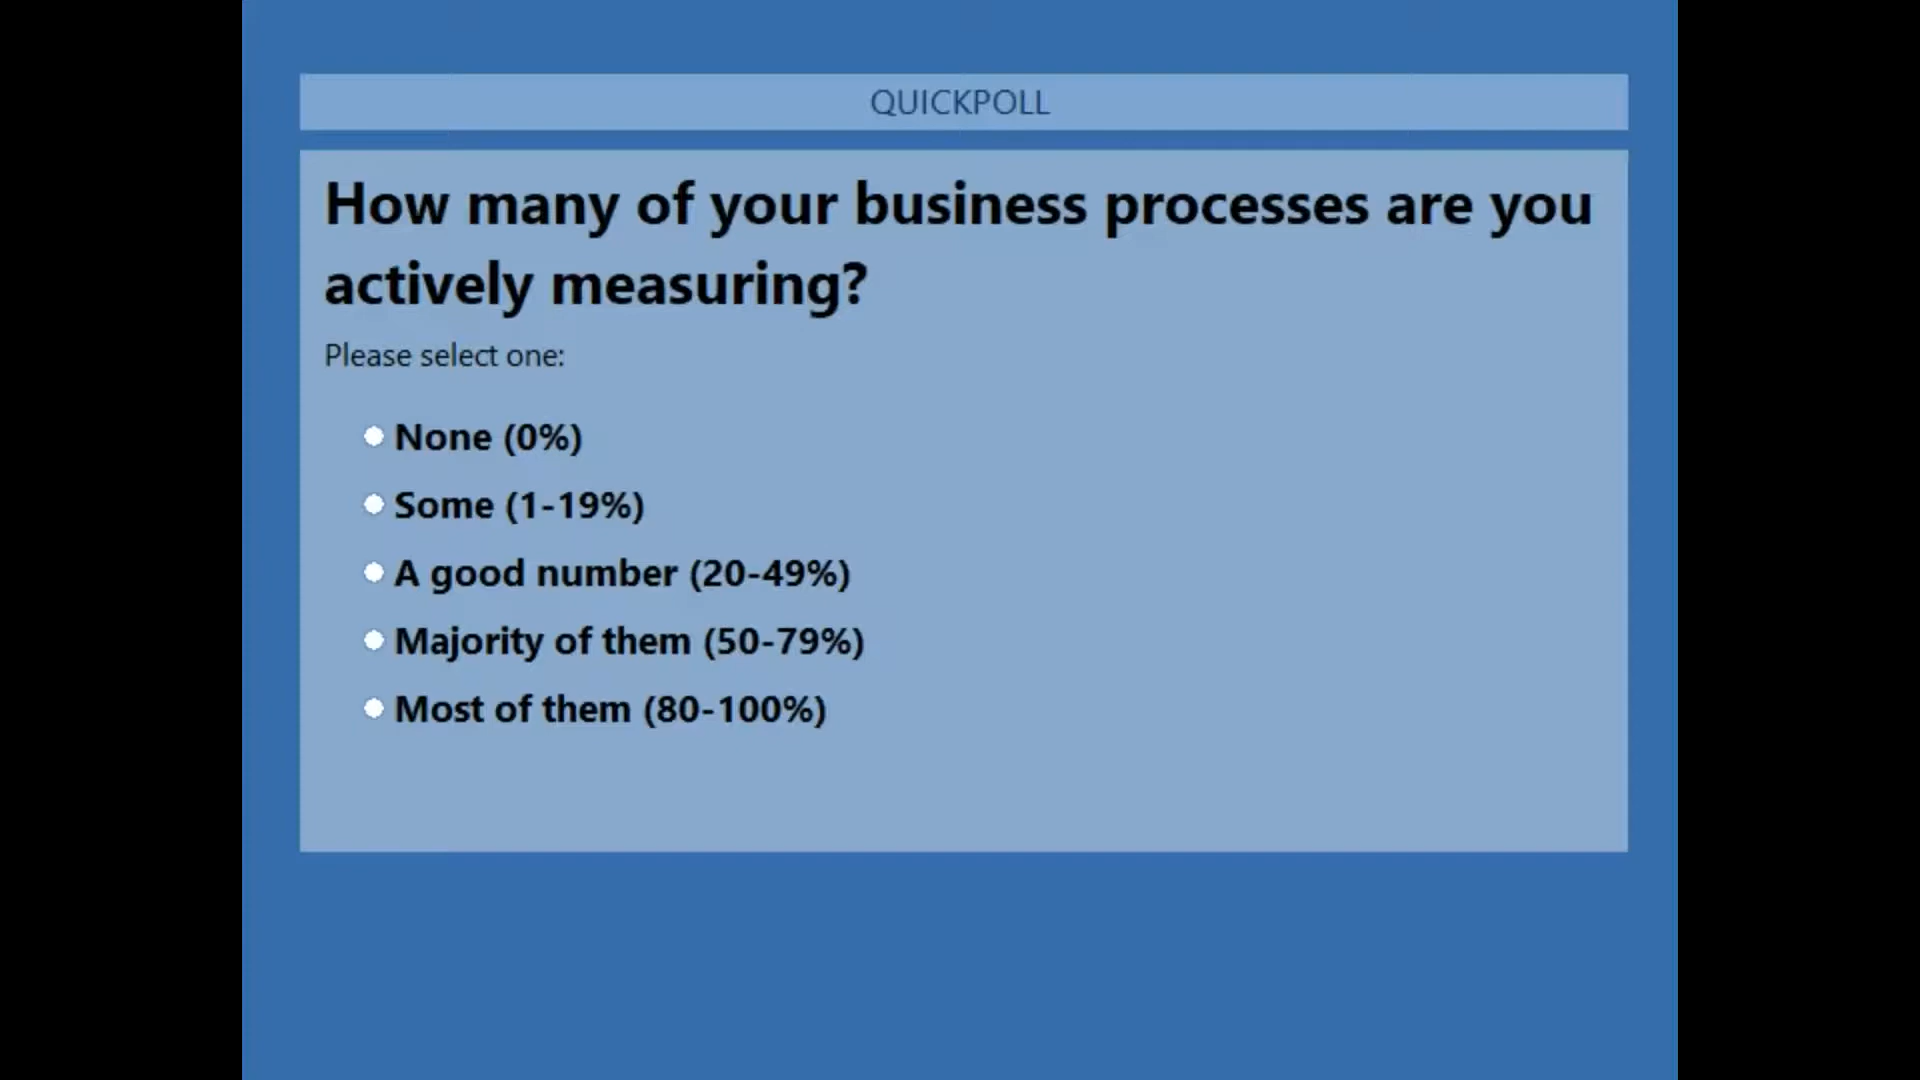 QUICKPOLL
How many of your business processes are you
actively measuring?
Please select one:
None (0%)
Some (1-19%)
A good number (20-49%)
Majority of them (50-79%)
Most of them (80-100%)